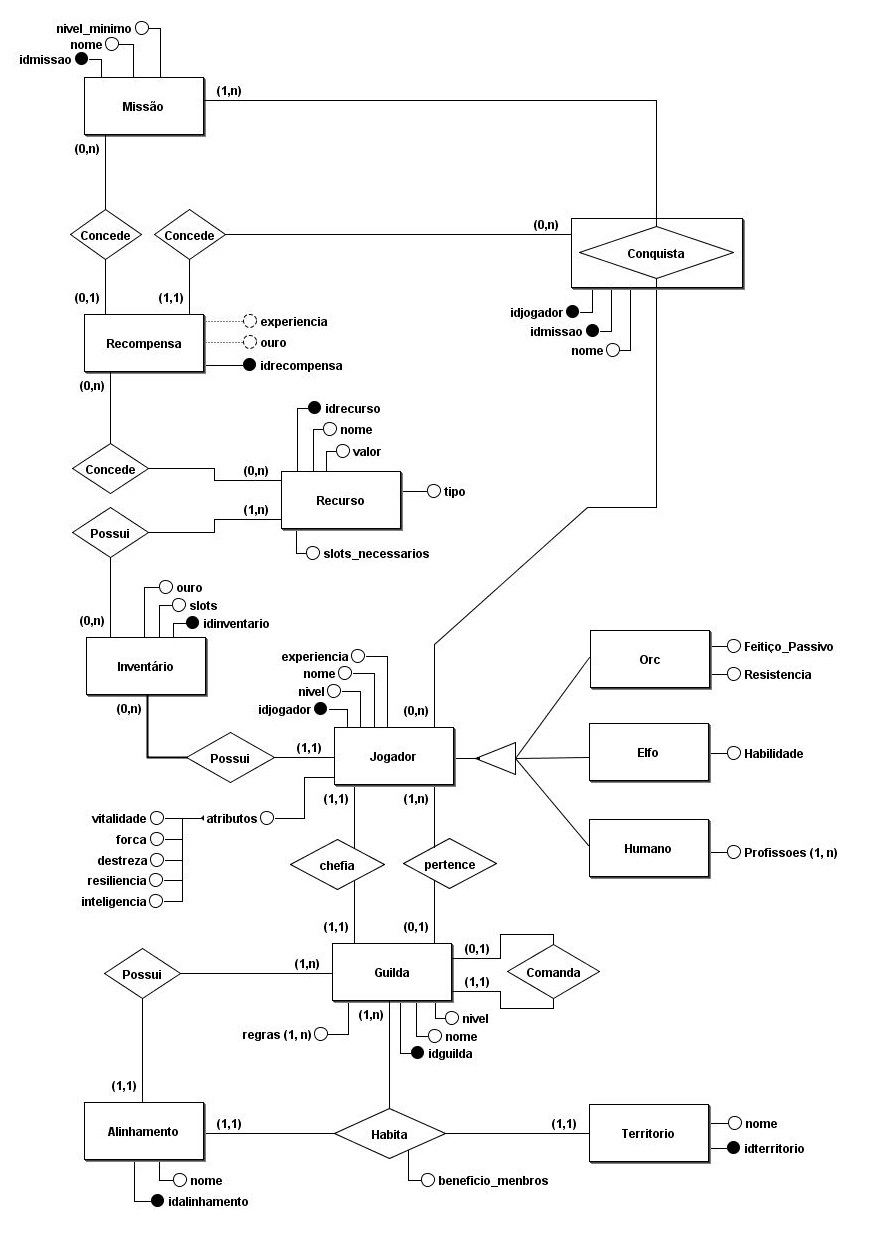 nivel_minimo
nome
idmissao
(1,n)
Missão
(0,n)
Concede
Concede
(0,n)
Conquista
(0,1)
(1,1)
idjogador
idmissao
nome
experiencia
ouro
idrecompensa
Recompensa
(0,n)
idrecurso
nome
valor
Concede
(0,n)
Recurso
tipo
(1,n)
Possui
slots_necessarios
ouro
slots
idinventario
(0,n)
Inventário
(0,n)
experiencia
nome
nivel
idjogador
(0,n)
Orc
Feitiço_Passivo
Resistencia
Possui
(1,1)
Jogador
Elfo
Habilidade
(1,1)
(1,n)
vitalidade
atributos
forca
destreza
resiliencia
inteligencia
Humano
Profissoes (1, n)
chefia
pertence
(1,1)
(0,1)
(0,1)
Possui
(1,n)
Guilda
Comanda
(1,1)
(1,n)
regras (1, n)
nivel
nome
idguilda
(1,1)
Alinhamento
(1,1)
Habita
(1,1)
Territorio
nome
idterritorio
nome
idalinhamento
beneficio_menbros